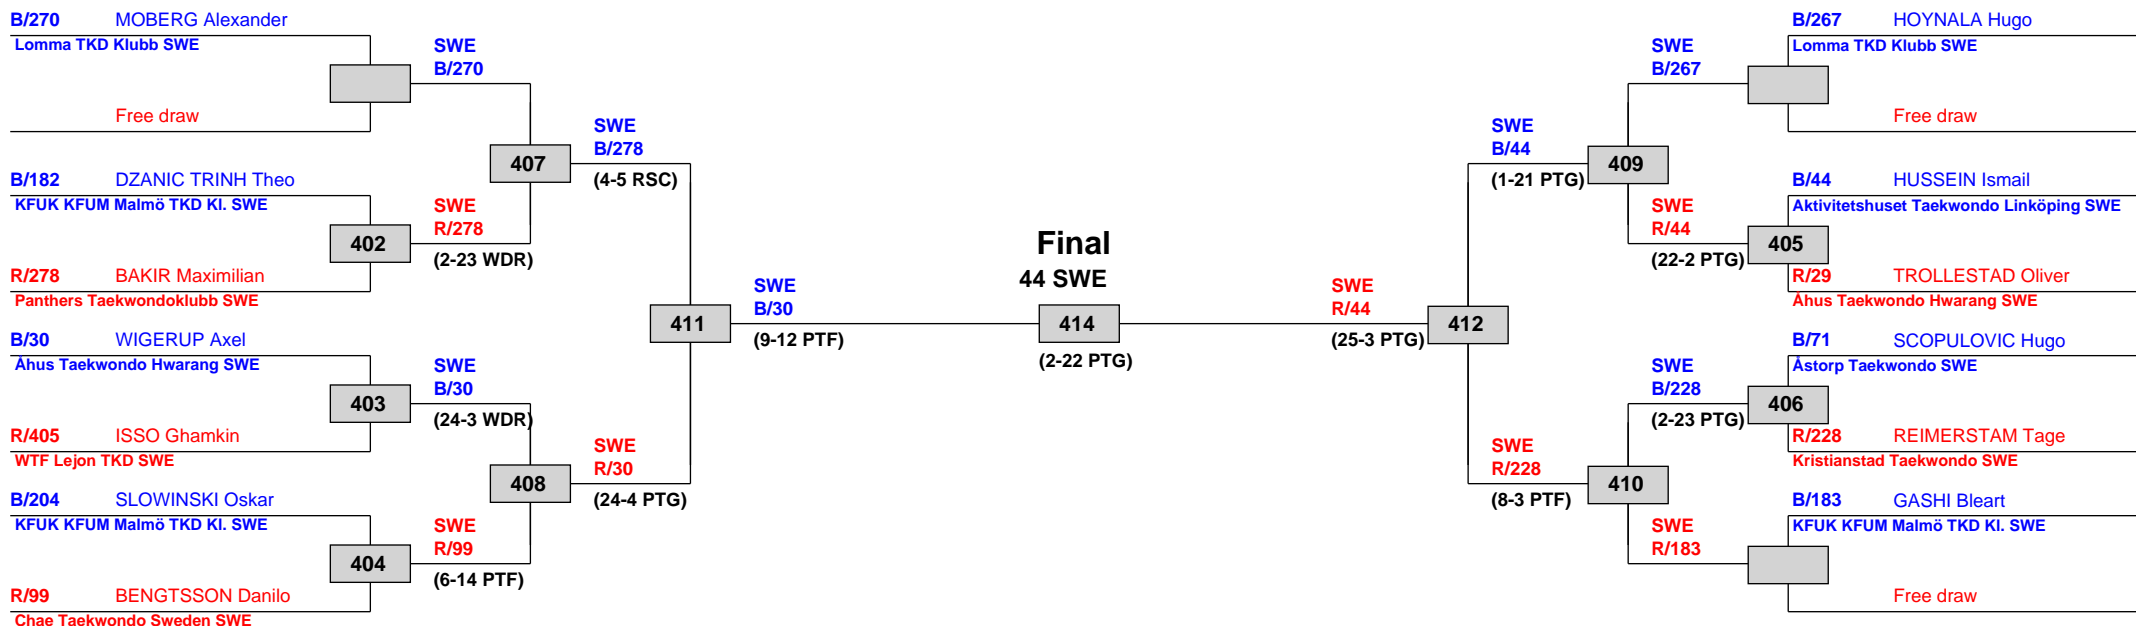 B/270 MOBERG Alexander
Lomma TKD Klubb SWE
Free draw
B/182 DZANIC TRINH Theo
KFUK KFUM Malmö TKD Kl. SWE
402
R/278 BAKIR Maximilian
Panthers Taekwondoklubb SWE
B/30 WIGERUP Axel
Åhus Taekwondo Hwarang SWE
403
R/405 ISSO Ghamkin
WTF Lejon TKD SWE
B/204 SLOWINSKI Oskar
KFUK KFUM Malmö TKD Kl. SWE
404
R/99 BENGTSSON Danilo
Chae Taekwondo Sweden SWE
SWE
B/270
407
SWE
R/278
(2-23 WDR)
SWE
B/30
(24-3 WDR)
408
SWE
R/99
(6-14 PTF)
SWE
B/278
(4-5 RSC)
411
SWE
R/30
(24-4 PTG)
SWE
B/30
(9-12 PTF)
Final
44 SWE
414
(2-22 PTG)
SWE
R/44
(25-3 PTG)
412
SWE
B/44
(1-21 PTG)
SWE
R/228
(8-3 PTF)
SWE
B/267
409
SWE
R/44
(22-2 PTG)
SWE
B/228
(2-23 PTG)
410
SWE
R/183
B/267 HOYNALA Hugo
Lomma TKD Klubb SWE
Free draw
B/44 HUSSEIN Ismail
Aktivitetshuset Taekwondo Linköping SWE
405
R/29 TROLLESTAD Oliver
Åhus Taekwondo Hwarang SWE
B/71 SCOPULOVIC Hugo
Åstorp Taekwondo SWE
406
R/228 REIMERSTAM Tage
Kristianstad Taekwondo SWE
B/183 GASHI Bleart
KFUK KFUM Malmö TKD Kl. SWE
Free draw